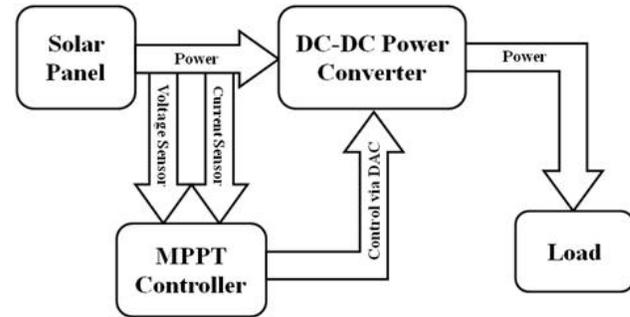 Solar
Panel
Power
DC-DC Power
Converter
Power
Voltage Sensor
Current Sensor
Control via DAC
MPPT
Controller
Load